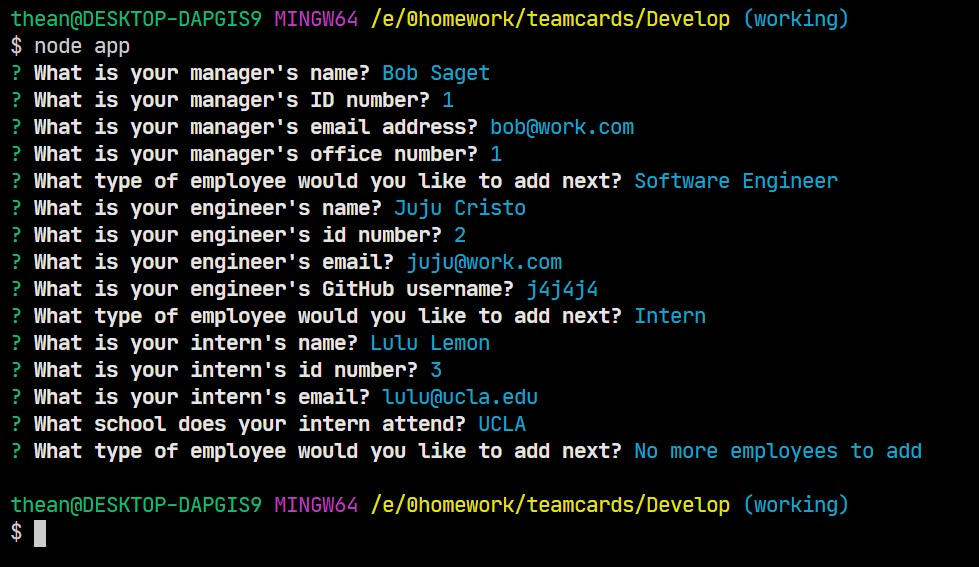 thean@DESKTOP-DAPGIS9 MINGW64 /e/0homework/teamcards/Develop (working)
$ node app
? What is your manager's name? Bob Saget
? What is your manager's ID number? 1
? What is your manager's email address? bob@work.com
? What is your manager's office number? 1
? What type of employee would you like to add next? Software Engineer
? What is your engineer's name? Juju Cristo
? What is your engineer's id number? 2
? What is your engineer's email? juju@work.com
? What is your engineer's GitHub username? j4j4j4
? What type of employee would you like to add next? Intern
? What is your intern's name? Lulu Lemon
? What is your intern's id number? 3
? What is your intern's email? lulu@ucla.edu
? What school does your intern attend? UCLA
? What type of employee would you like to add next? No more employees to add
thean@DESKTOP-DAPGIS9 MINGW64 /e/0homework/teamcards/Develop (working)
$